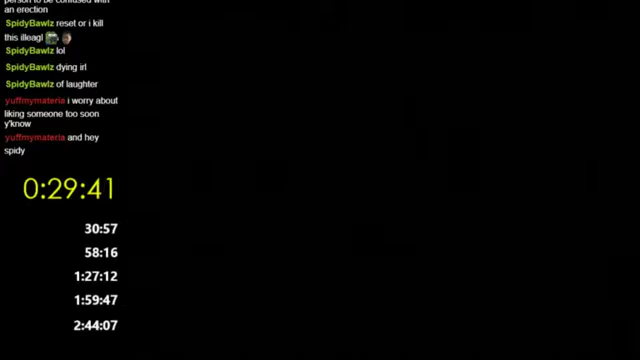 person to be confused with
an erection
SpidyBawlz reset or i kill
this illeagl
SpidyBawlz lol
SpidyBawlz dying irl
SpidyBawlz of laughter
yuffmymateria i worry about
liking someone too soon
y'know
yuffmymateria and hey
spidy
0:29:41
30:57
58:16
1:27:12
1:59:47
2:44:07